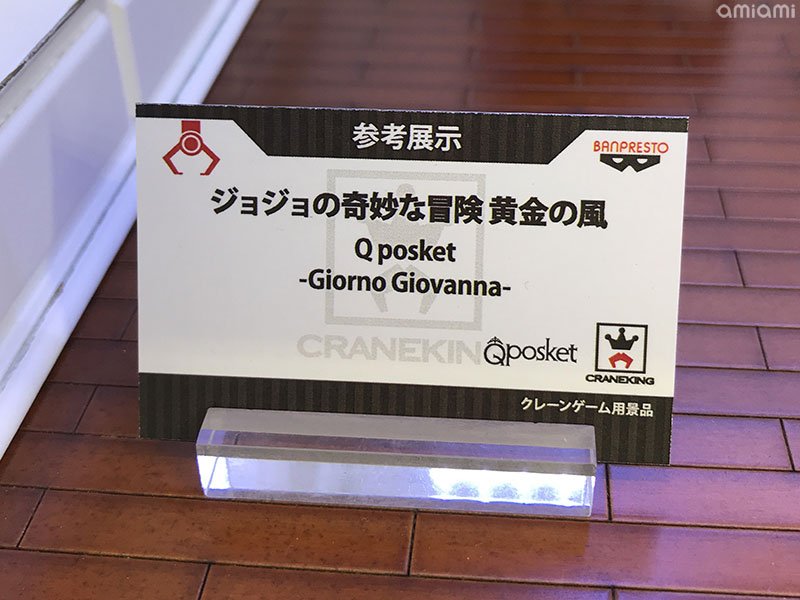 amiami
参考展示
BANPRESTO
ジョジョの奇妙な冒険 黄金の風
Q posket
-Giorno Giovanna-
CRANEKIN
Qposket
CRANEKING
クレーンゲーム用景品